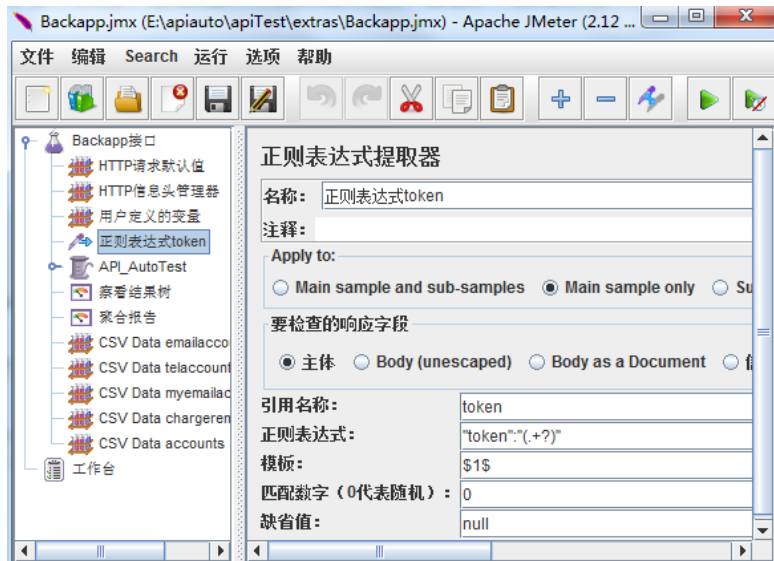 Backapp.jmx (E:\apiauto\apiTest\extras\Backapp.jmx) - Apache JMeter (2.12 ...
文件 编辑 Search 运行 选项 帮助
Backapp接口
HTTP请求默认值
HTTP信息头管理器
用户定义的变量
正则表达式token
API_AutoTest
察看结果树
聚合报告
CSV Data emailacco
CSV Data telaccount
CSV Data myemailac
CSV Data chargeren
CSV Data accounts
工作台
正则表达式提取器
名称: 正则表达式token
注释:
Apply to:
Main sample and sub-samples Main sample only Su
要检查的响应字段
主体 Body (unescaped) Body as a Document
引用名称: token
正则表达式: "token":"(.+?)"
模板: $1$
匹配数字（0代表随机）: 0
缺省值: null